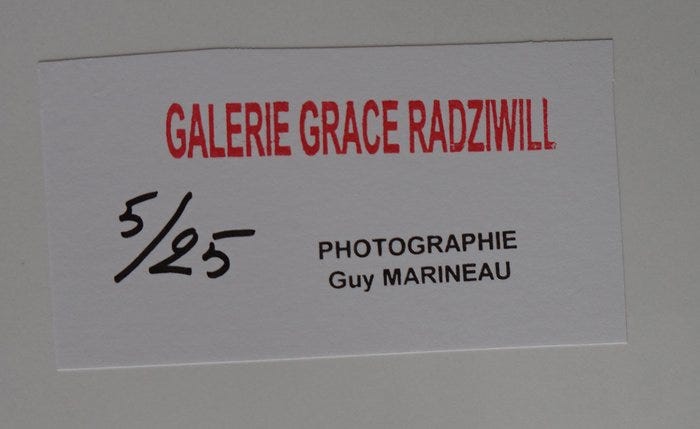 GALERIE GRACE RADZIWILL
5/25
PHOTOGRAPHIE
Guy MARINEAU